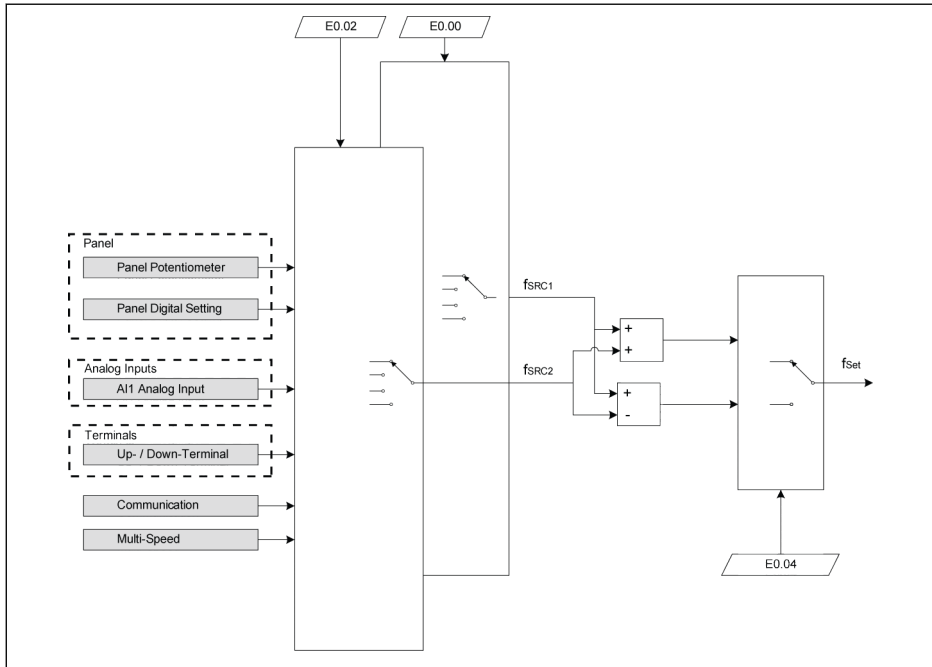 E0.02
E0.00
Panel
Panel Potentiometer
Panel Digital Setting
Analog Inputs
AI1 Analog Input
Terminals
Up- / Down-Terminal
Communication
Multi-Speed
fSRC1
fSRC2
+
+
+
-
fSet
E0.04